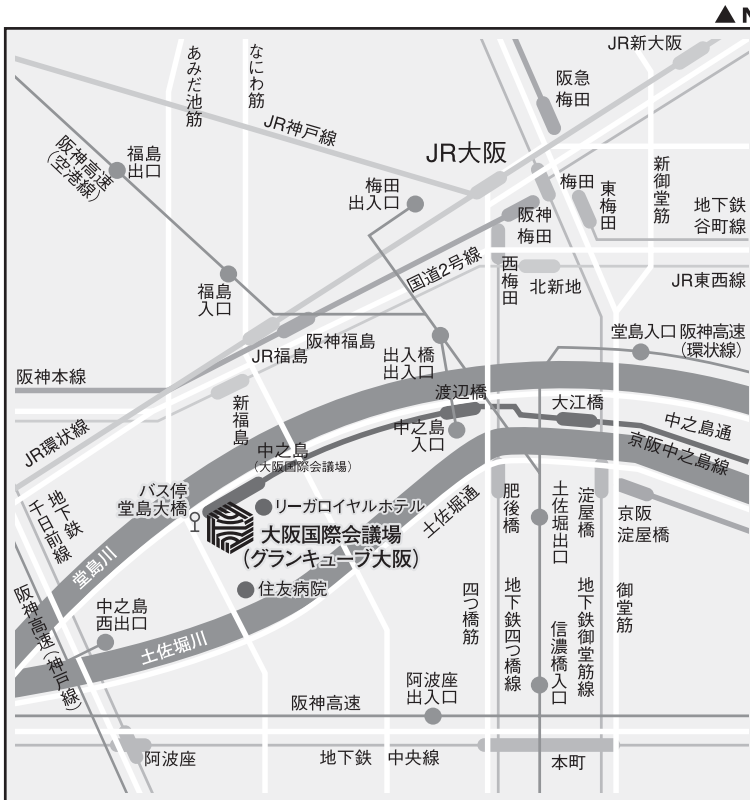 ▲ N
JR新大阪
あみだ池筋
なにわ筋
阪急
梅田
JR神戸線
JR大阪
阪神高速
(空港線)
福島
出口
梅田
出入口
梅田
東梅田
新御堂筋
地下鉄
谷町線
阪神
梅田
国道2号線
西梅田
北新地
JR東西線
福島
入口
JR福島
阪神福島
出入橋
出入口
堂島入口
阪神高速
(環状線)
阪神本線
新福島
渡辺橋
大江橋
中之島
入口
中之島通
京阪中之島線
JR環状線
中之島
(大阪国際会議場)
バス停
堂島大橋
リーガロイヤルホテル
大阪国際会議場
(グランキューブ大阪)
土佐堀通
肥後橋
土佐堀出口
淀屋橋
京阪
淀屋橋
地下鉄
千日前線
堂島川
住友病院
阪神高速(神戸線)
中之島
西出口
土佐堀川
四つ橋筋
地下鉄四つ橋線
信濃橋入口
地下鉄御堂筋線
御堂筋
阪神高速
阿波座
出入口
阿波座
地下鉄 中央線
本町